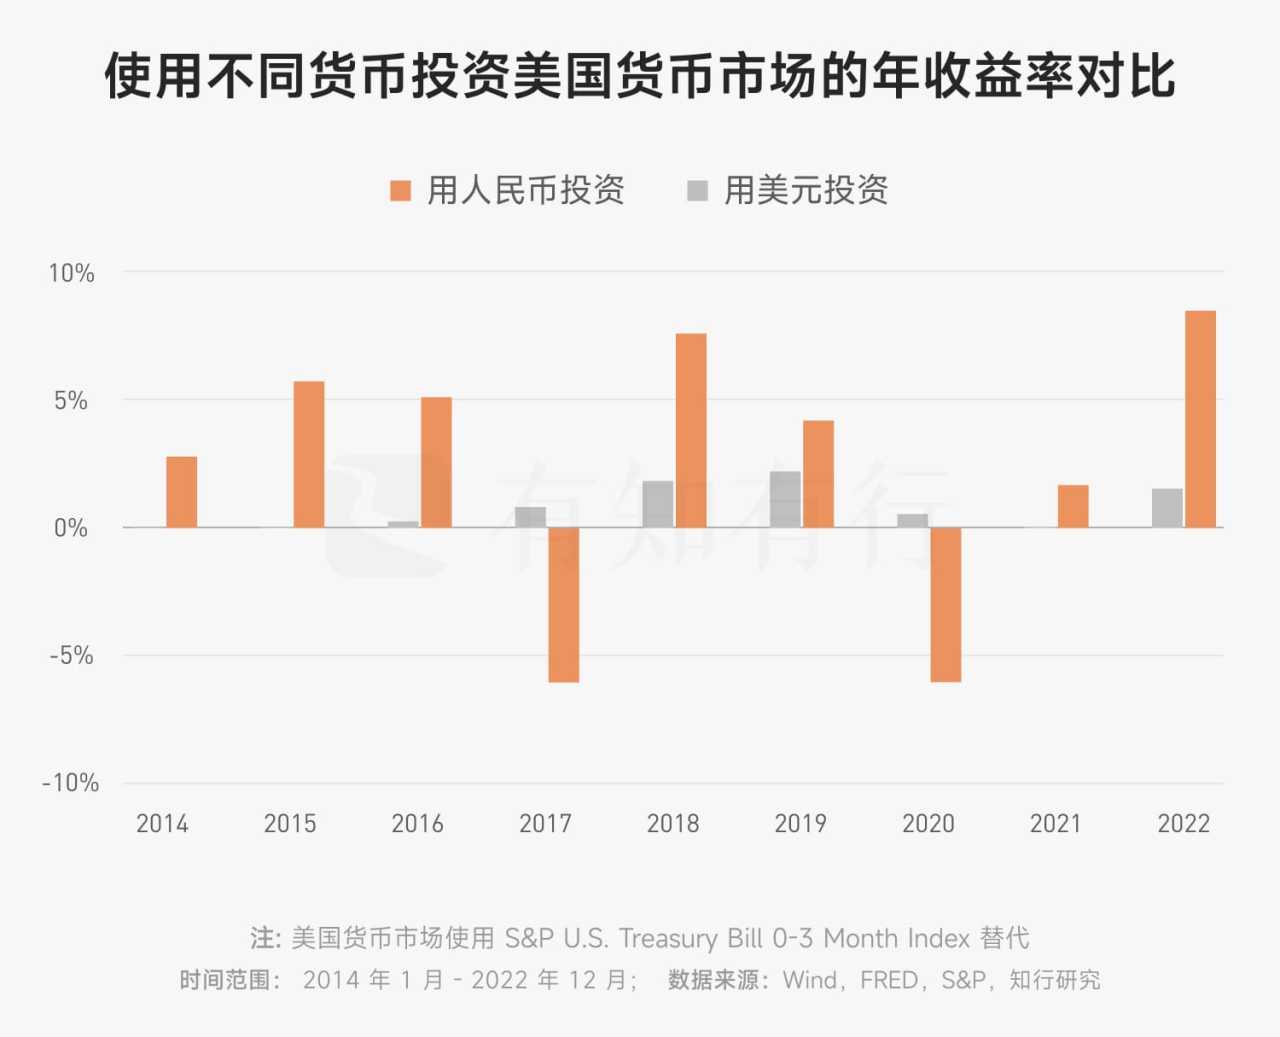 使用不同货币投资美国货币市场的年收益率对比
用人民币投资 用美元投资
10%
5%
0%
-5%
-10%
有知有行
2014 2015 2016 2017 2018 2019 2020 2021 2022
注: 美国货币市场使用 S&P U.S. Treasury Bill 0-3 Month Index 替代
时间范围： 2014 年 1 月 - 2022 年 12 月； 数据来源：Wind，FRED，S&P，知行研究